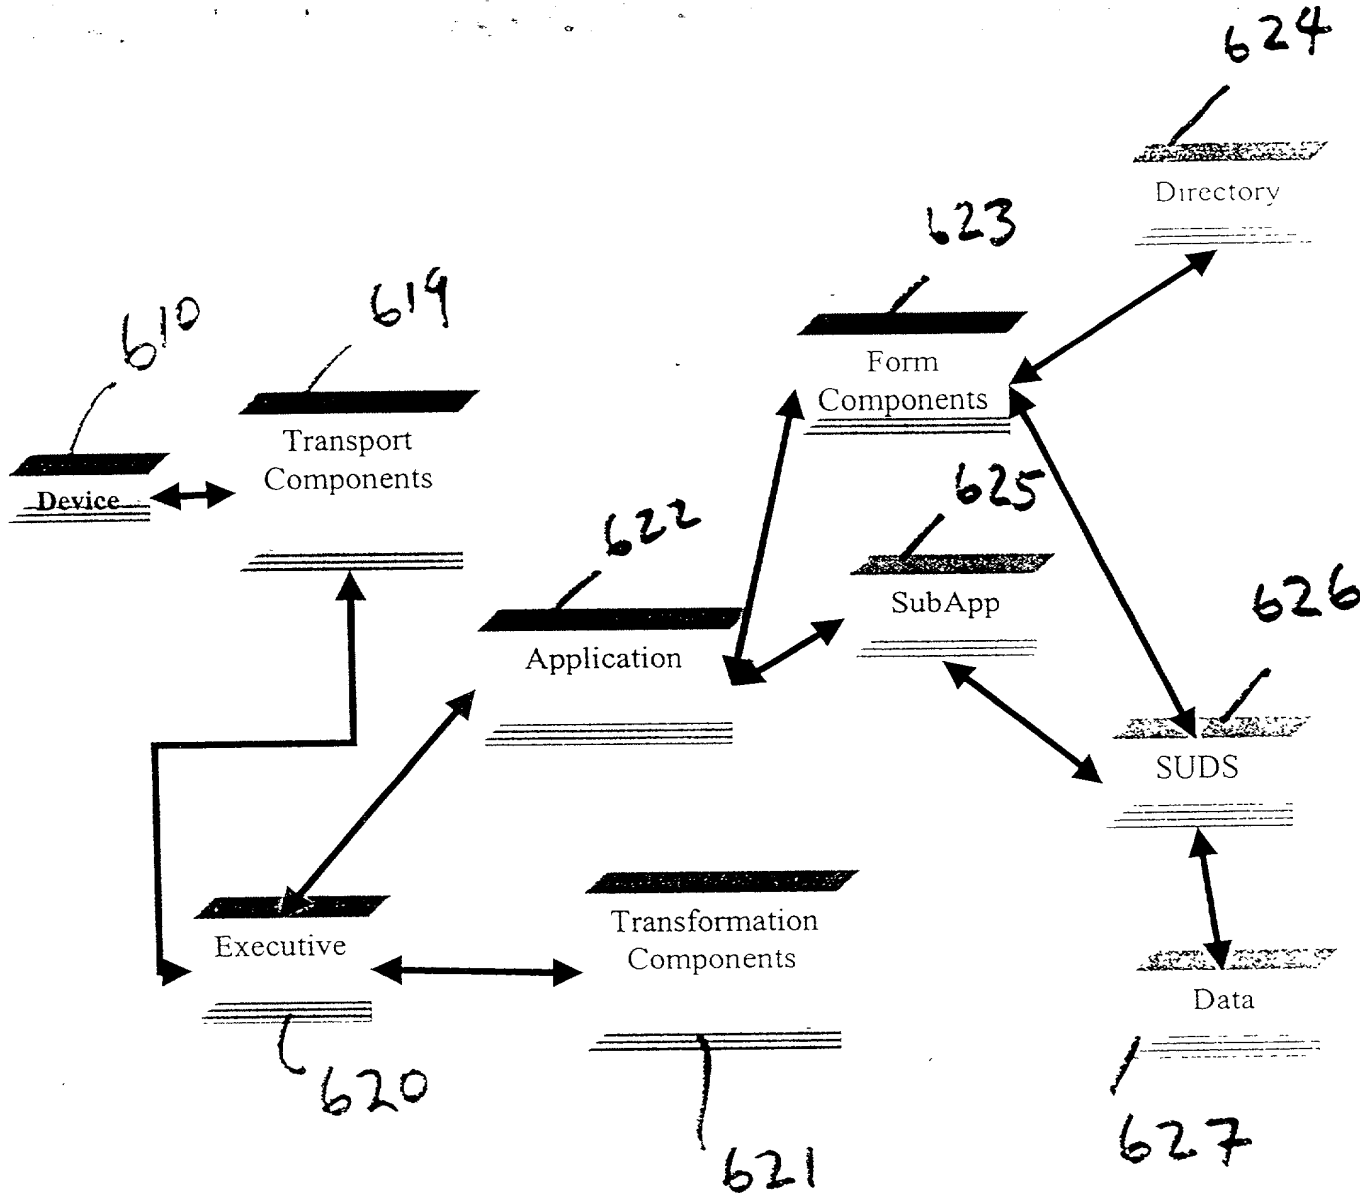 624
Directory
623
619
610
Form
Components
Transport
Components
Device
625
622
SubApp
626
Application
SUDS
Transformation
Components
Executive
Data
620
621
627